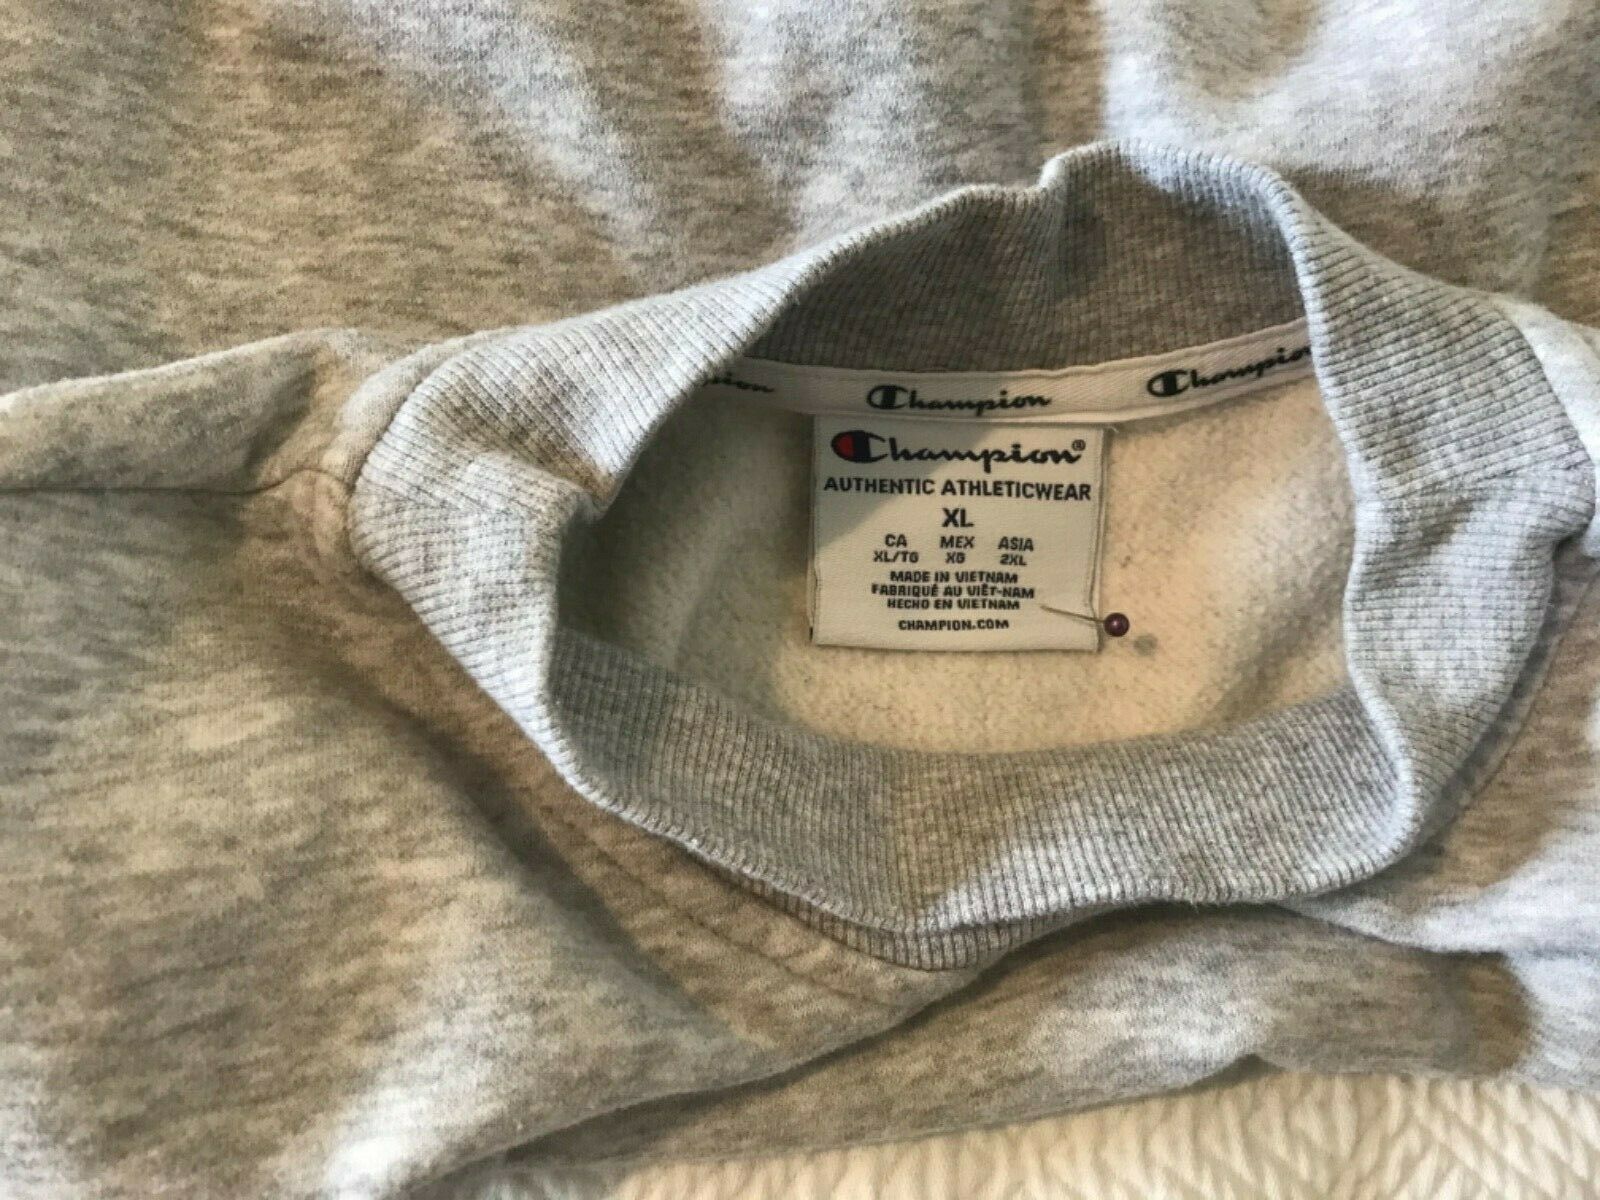 Champion
Champion
Champion®
AUTHENTIC ATHLETICWEAR
XL
CA MEX ASIA
XL/TG XG 2XL
MADE IN VIETNAM
FABRIQUÉ AU VIÊT-NAM
HECHO EN VIETNAM
CHAMPION.COM